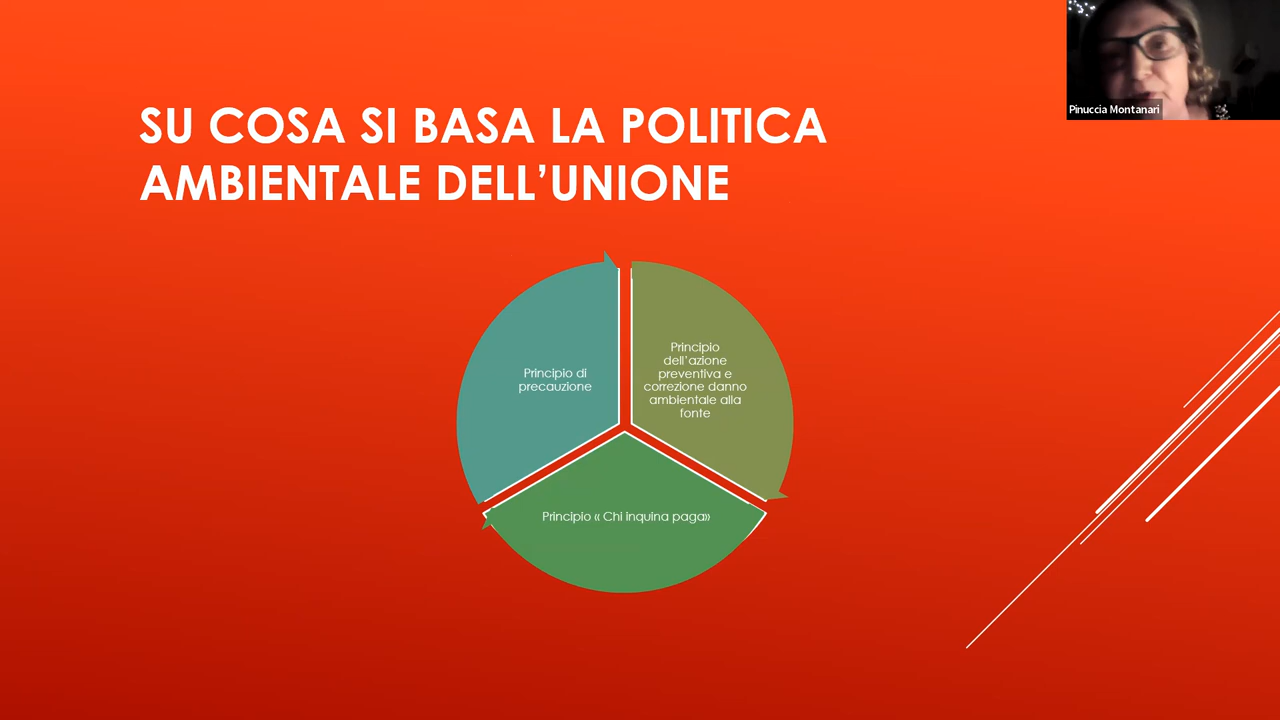 SU COSA SI BASA LA POLITICA
AMBIENTALE DELL’UNIONE
Pinuccia Montanari
Principio di
precauzione
Principio
dell’azione
preventiva e
correzione danno
ambientale alla
fonte
Principio « Chi inquina paga»